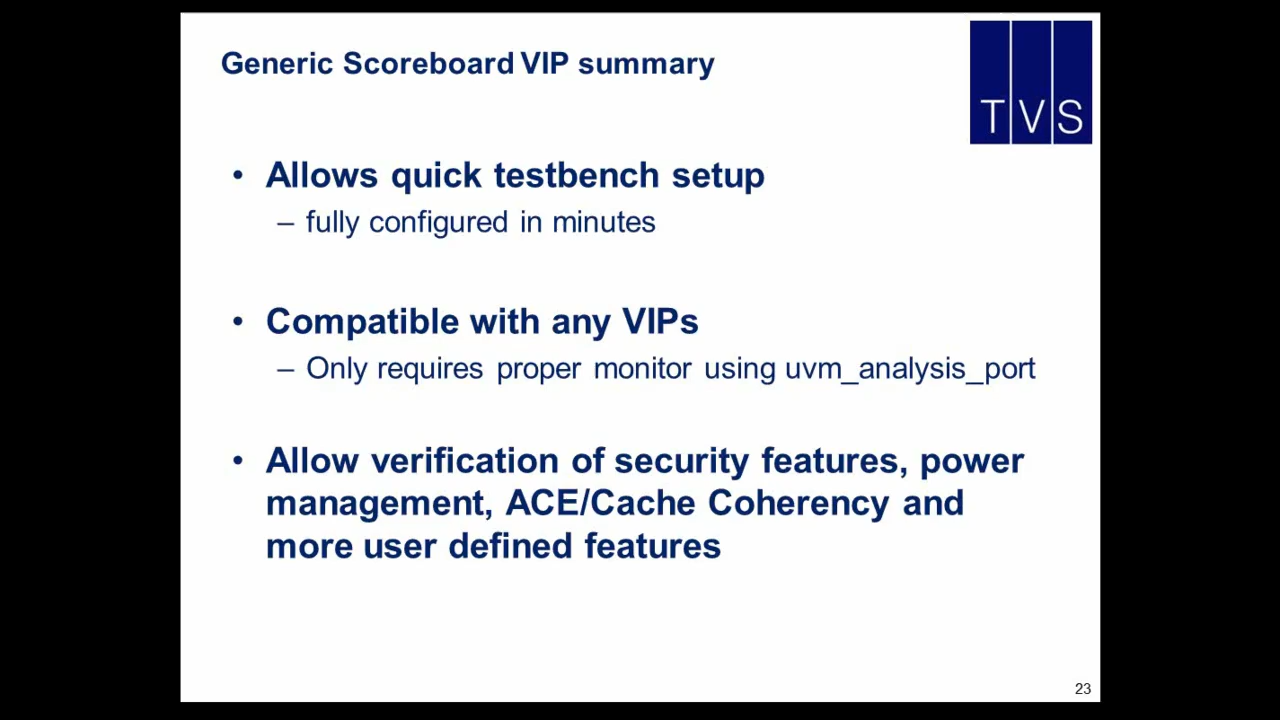 Generic Scoreboard VIP summary
TVS
• Allows quick testbench setup
– fully configured in minutes
• Compatible with any VIPs
– Only requires proper monitor using uvm_analysis_port
• Allow verification of security features, power
management, ACE/Cache Coherency and
more user defined features
23